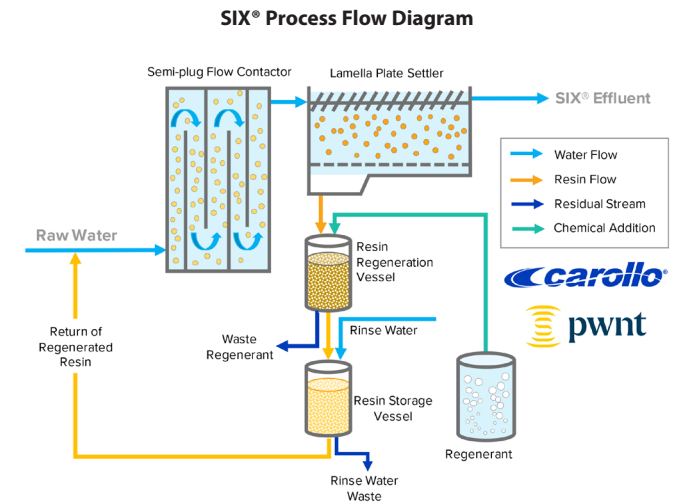 SIX® Process Flow Diagram
Semi-plug Flow Contactor
Lamella Plate Settler
SIX® Effluent
Water Flow
Resin Flow
Residual Stream
Chemical Addition
Raw Water
Resin
Regeneration
Vessel
carollo®
pwnt
Return of
Regenerated
Resin
Waste
Regenerant
Rinse Water
Resin Storage
Vessel
Regenerant
Rinse Water
Waste